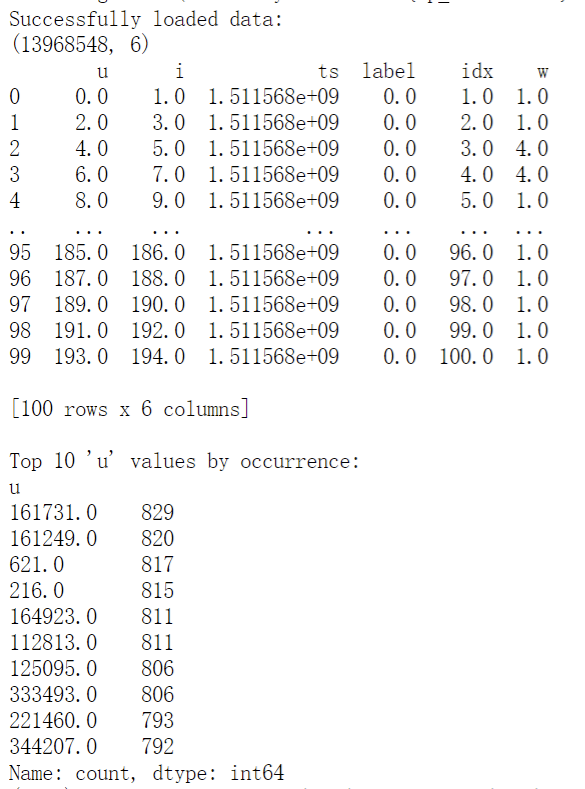 Successfully loaded data:
(13968548, 6)
u i ts label idx w
0 0.0 1.0 1.511568e+09 0.0 1.0 1.0
1 2.0 3.0 1.511568e+09 0.0 2.0 1.0
2 4.0 5.0 1.511568e+09 0.0 3.0 4.0
3 6.0 7.0 1.511568e+09 0.0 4.0 4.0
4 8.0 9.0 1.511568e+09 0.0 5.0 1.0
.. ... ... ... ... ... ...
95 185.0 186.0 1.511568e+09 0.0 96.0 1.0
96 187.0 188.0 1.511568e+09 0.0 97.0 1.0
97 189.0 190.0 1.511568e+09 0.0 98.0 1.0
98 191.0 192.0 1.511568e+09 0.0 99.0 1.0
99 193.0 194.0 1.511568e+09 0.0 100.0 1.0
[100 rows x 6 columns]
Top 10 'u' values by occurrence:
u
161731.0 829
161249.0 820
621.0 817
216.0 815
164923.0 811
112813.0 811
125095.0 806
333493.0 806
221460.0 793
344207.0 792
Name: count, dtype: int64